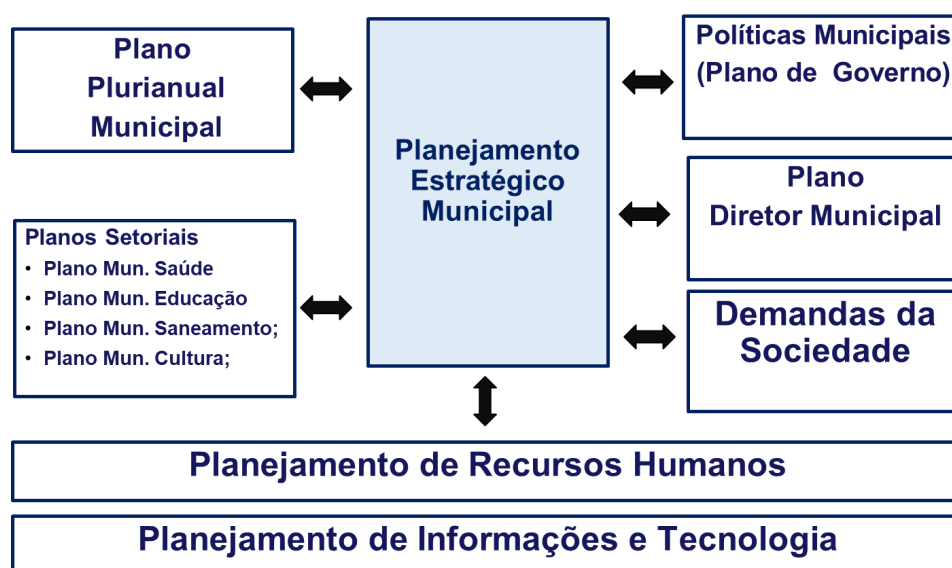 Plano
Plurianual
Municipal
Planos Setoriais
• Plano Mun. Saúde
• Plano Mun. Educação
• Plano Mun. Saneamento;
• Plano Mun. Cultura;
Planejamento
Estratégico
Municipal
Políticas Municipais
(Plano de Governo)
Plano
Diretor Municipal
Demandas da
Sociedade
Planejamento de Recursos Humanos
Planejamento de Informações e Tecnologia